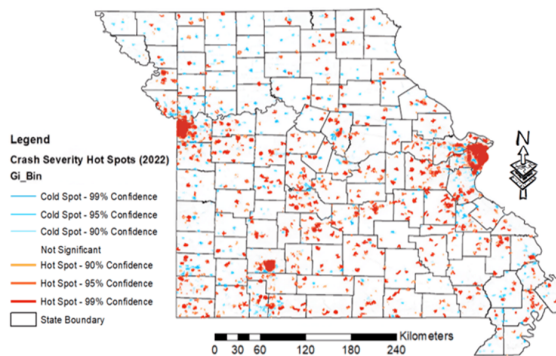 N
Legend
Crash Severity Hot Spots (2022)
Gi_Bin
Cold Spot - 99% Confidence
Cold Spot - 95% Confidence
Cold Spot - 90% Confidence
Not Significant
Hot Spot - 90% Confidence
Hot Spot - 95% Confidence
Hot Spot - 99% Confidence
State Boundary
Kilometers
0 30 60 120 180 240